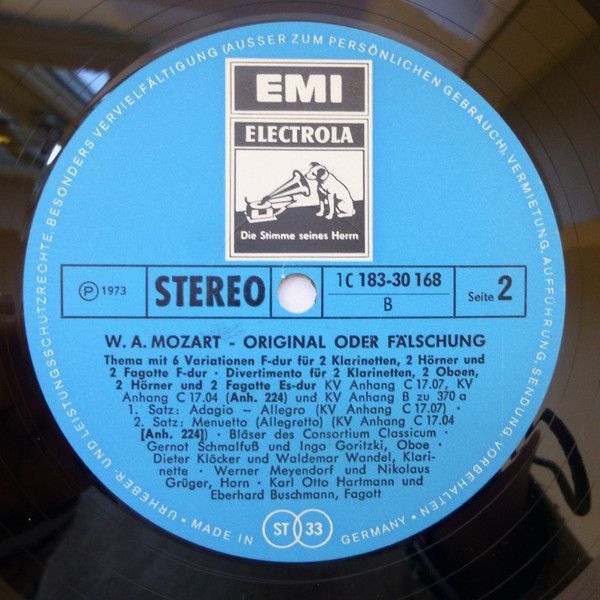 URHEBER- UND LEISTUNGSSCHUTZRECHTE, BESONDERS VERVIELFÄLTIGUNG (AUSSER ZUM PERSÖNLICHEN GEBRAUCH), VERMIETUNG, AUFFÜHRUNG, SENDUNG, VORBEHALTEN
EMI
ELECTROLA
Die Stimme seines Herrn
Ⓟ 1973
STEREO
1C 183-30 168
B
Seite 2
W. A. MOZART - ORIGINAL ODER FÄLSCHUNG
Thema mit 6 Variationen F-dur für 2 Klarinetten, 2 Hörner und
2 Fagotte F-dur · Divertimento für 2 Klarinetten, 2 Oboen,
2 Hörner und 2 Fagotte Es-dur KV Anhang C 17.07, KV
Anhang C 17.04 (Anh. 224) und KV Anhang B zu 370 a
1. Satz: Adagio – Allegro (KV Anhang C 17.07) ·
2. Satz: Menuetto (Allegretto) (KV Anhang C 17.04
[Anh. 224]) · Bläser des Consortium Classicum ·
Gernot Schmalfuß und Ingo Goritzki, Oboe ·
Dieter Klöcker und Waldemar Wandel, Klari-
nette · Werner Meyendorf und Nikolaus
Grüger, Horn · Karl Otto Hartmann und
Eberhard Buschmann, Fagott
· MADE IN ST 33 GERMANY ·